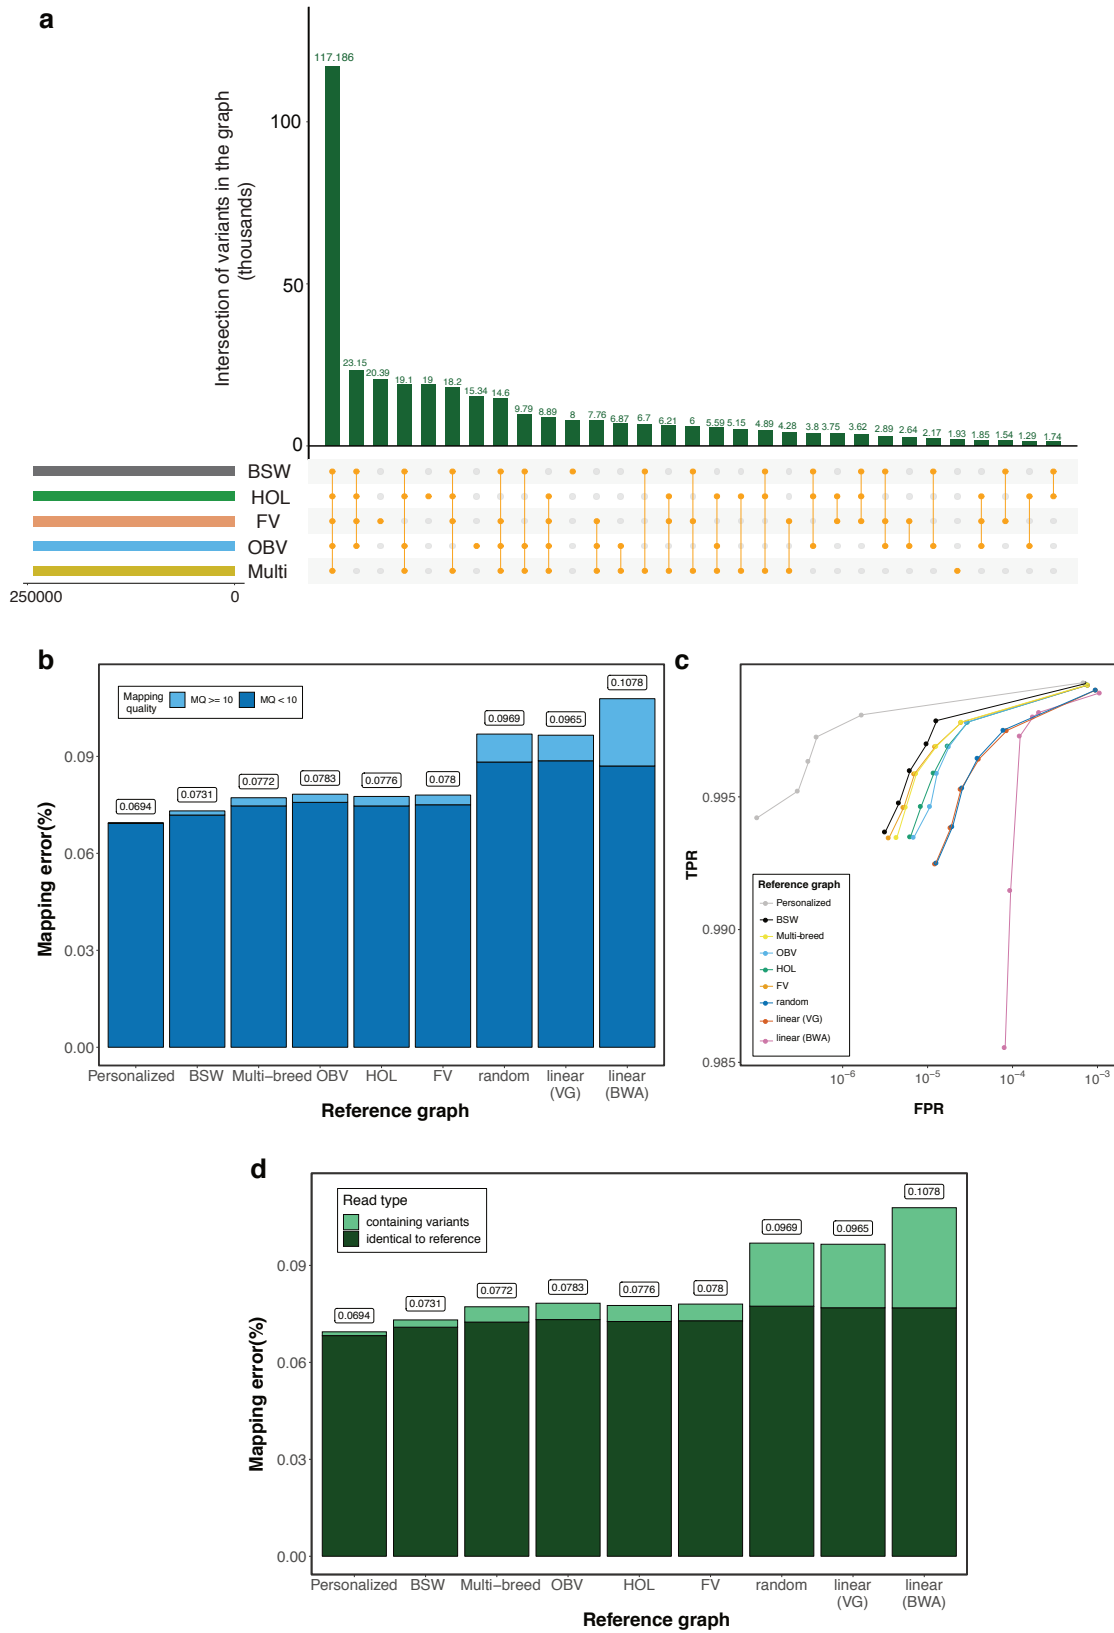 a
Intersection of variants in the graph
(thousands)
100
50
0
117.186
23.15
20.39
19.1
19
18.2
15.34
14.6
9.79
8.89
8
7.76
6.87
6.7
6.21
6
5.59
5.15
4.89
4.28
3.8
3.75
3.62
2.89
2.64
2.17
1.93
1.85
1.54
1.29
1.74
BSW
HOL
FV
OBV
Multi
250000
0
b
Mapping error(%)
0.09
0.06
0.03
0.00
Mapping quality
MQ >= 10
MQ < 10
0.0694
0.0731
0.0772
0.0783
0.0776
0.078
0.0969
0.0965
0.1078
Personalized
BSW
Multi−breed
OBV
HOL
FV
random
linear (VG)
linear (BWA)
Reference graph
c
TPR
0.995
0.990
0.985
Reference graph
Personalized
BSW
Multi−breed
OBV
HOL
FV
random
linear (VG)
linear (BWA)
10−6
10−5
10−4
10−3
FPR
d
Mapping error(%)
0.09
0.06
0.03
0.00
Read type
containing variants
identical to reference
0.0694
0.0731
0.0772
0.0783
0.0776
0.078
0.0969
0.0965
0.1078
Personalized
BSW
Multi−breed
OBV
HOL
FV
random
linear (VG)
linear (BWA)
Reference graph